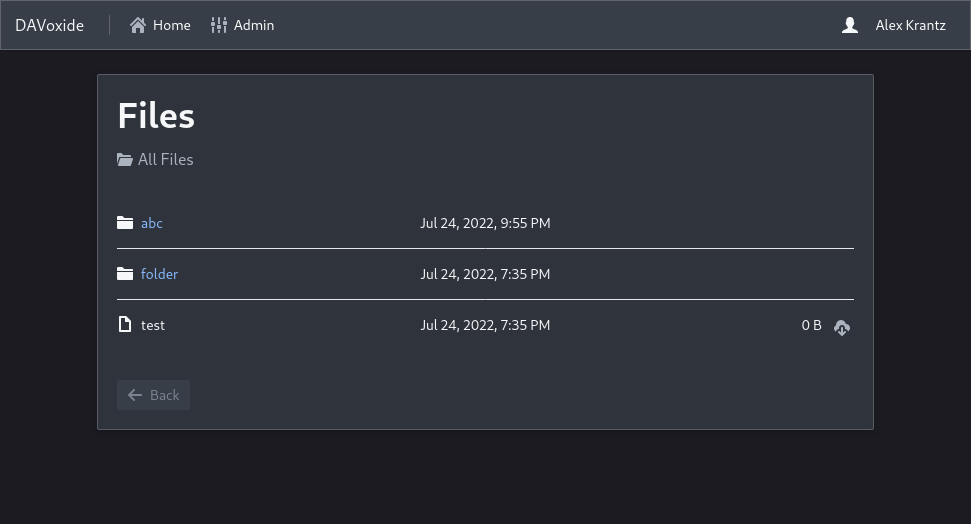 DAVoxide Home Admin Alex Krantz
Files
All Files
abc Jul 24, 2022, 9:55 PM
folder Jul 24, 2022, 7:35 PM
test Jul 24, 2022, 7:35 PM 0 B
Back